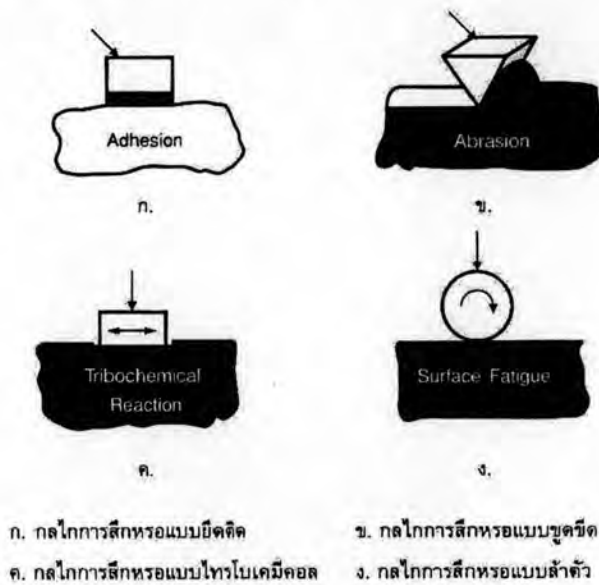 Adhesion
Abrasion
ก.
ข.
Tribochemical
Reaction
Surface Fatigue
ค.
ง.
ก. กลไกการสึกหรอแบบยึดติด
ข. กลไกการสึกหรอแบบขูดขีด
ค. กลไกการสึกหรอแบบไทรโบเคมีคอล
ง. กลไกการสึกหรอแบบล้าตัว